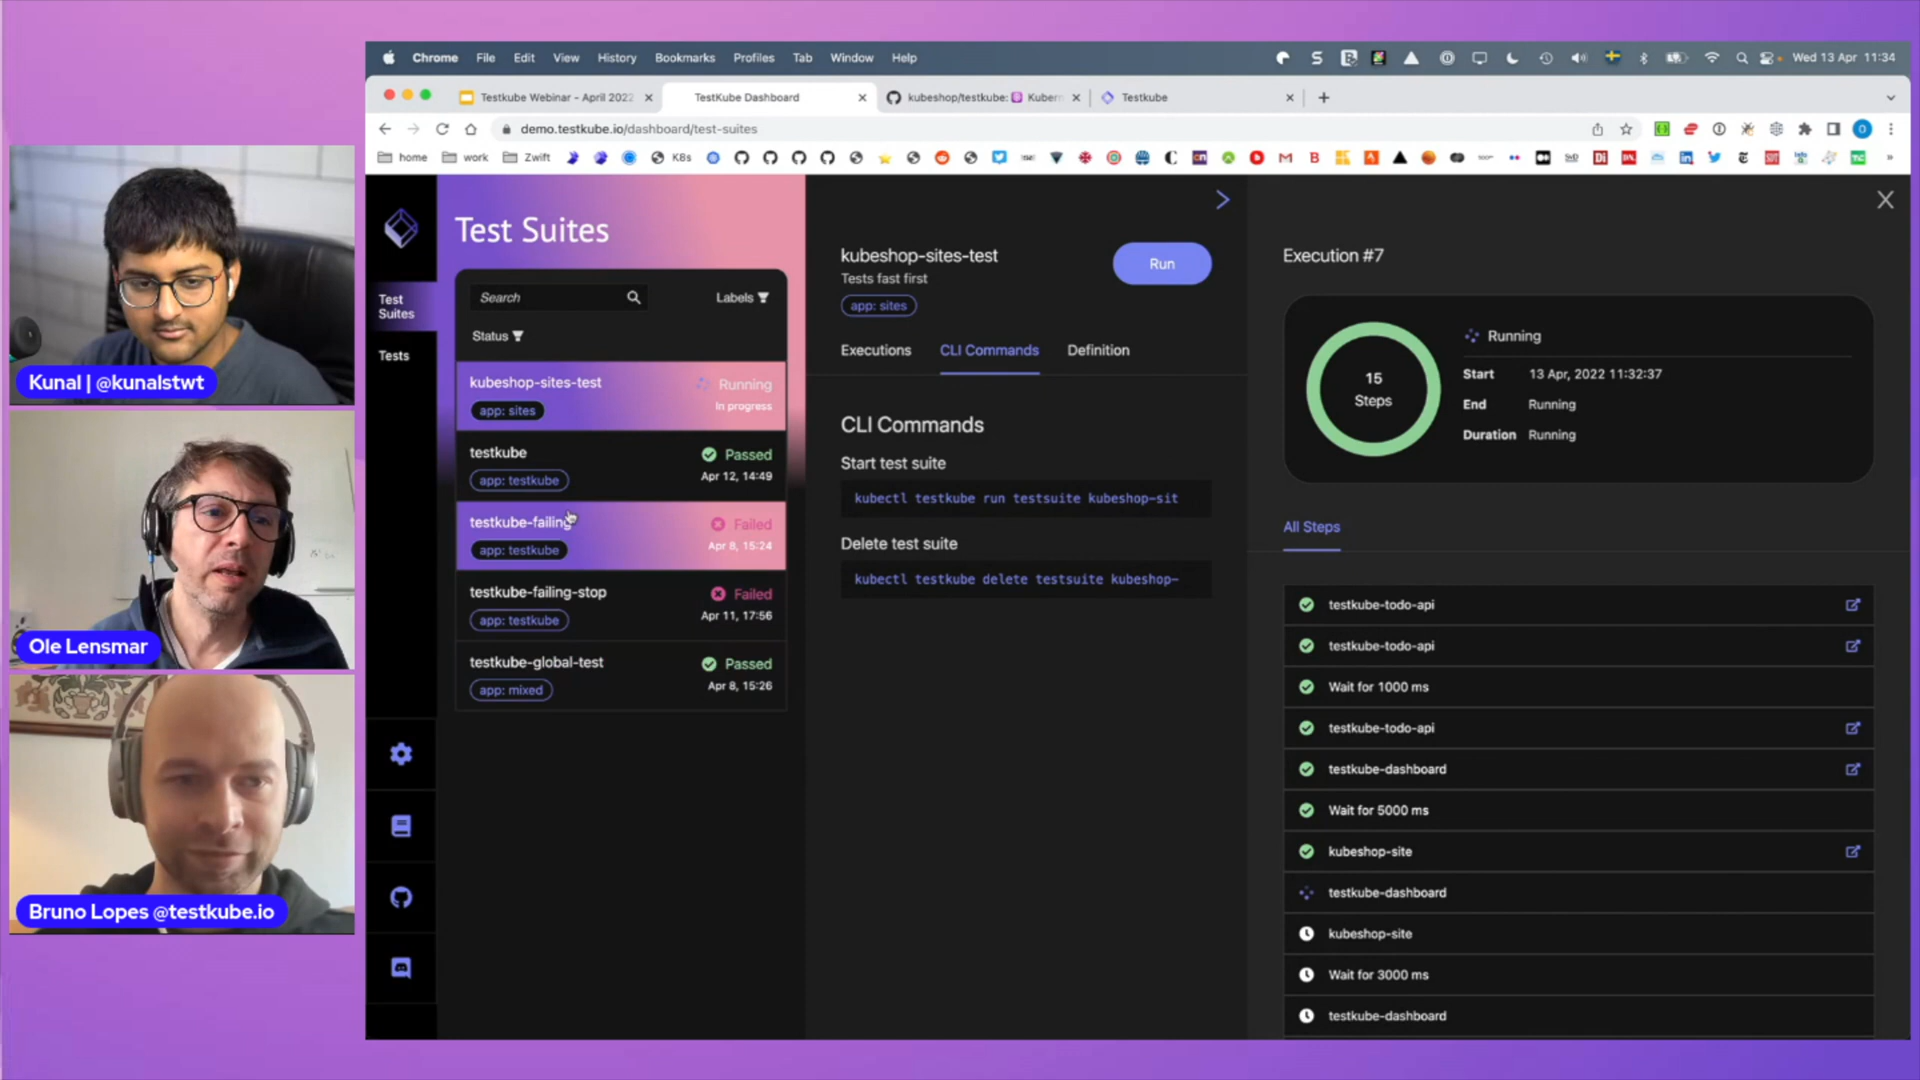 Chrome File Edit View History Bookmarks Profiles Tab Window Help
Wed 13 Apr 11:34
Testkube Webinar - April 2022
TestKube Dashboard
kubeshop/testkube: Kubern
Testkube
demo.testkube.io/dashboard/test-suites
home work Zwift K8s
Test Suites
Tests
Test Suites
Search
Labels
Status
kubeshop-sites-test Running
app: sites In progress
testkube Passed
app: testkube Apr 12, 14:49
testkube-failing Failed
app: testkube Apr 8, 15:24
testkube-failing-stop Failed
app: testkube Apr 11, 17:56
testkube-global-test Passed
app: mixed Apr 8, 15:26
kubeshop-sites-test
Tests fast first
app: sites
Run
Executions CLI Commands Definition
CLI Commands
Start test suite
kubectl testkube run testsuite kubeshop-sit
Delete test suite
kubectl testkube delete testsuite kubeshop-
Execution #7
15
Steps
Running
Start 13 Apr, 2022 11:32:37
End Running
Duration Running
All Steps
testkube-todo-api
testkube-todo-api
Wait for 1000 ms
testkube-todo-api
testkube-dashboard
Wait for 5000 ms
kubeshop-site
testkube-dashboard
kubeshop-site
Wait for 3000 ms
testkube-dashboard
Kunal | @kunalstwt
Ole Lensmar
Bruno Lopes @testkube.io